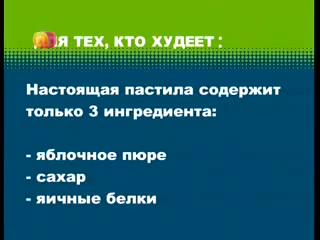 Я ТЕХ, КТО ХУДЕЕТ :
Настоящая пастила содержит
только 3 ингредиента:
- яблочное пюре
- сахар
- яичные белки